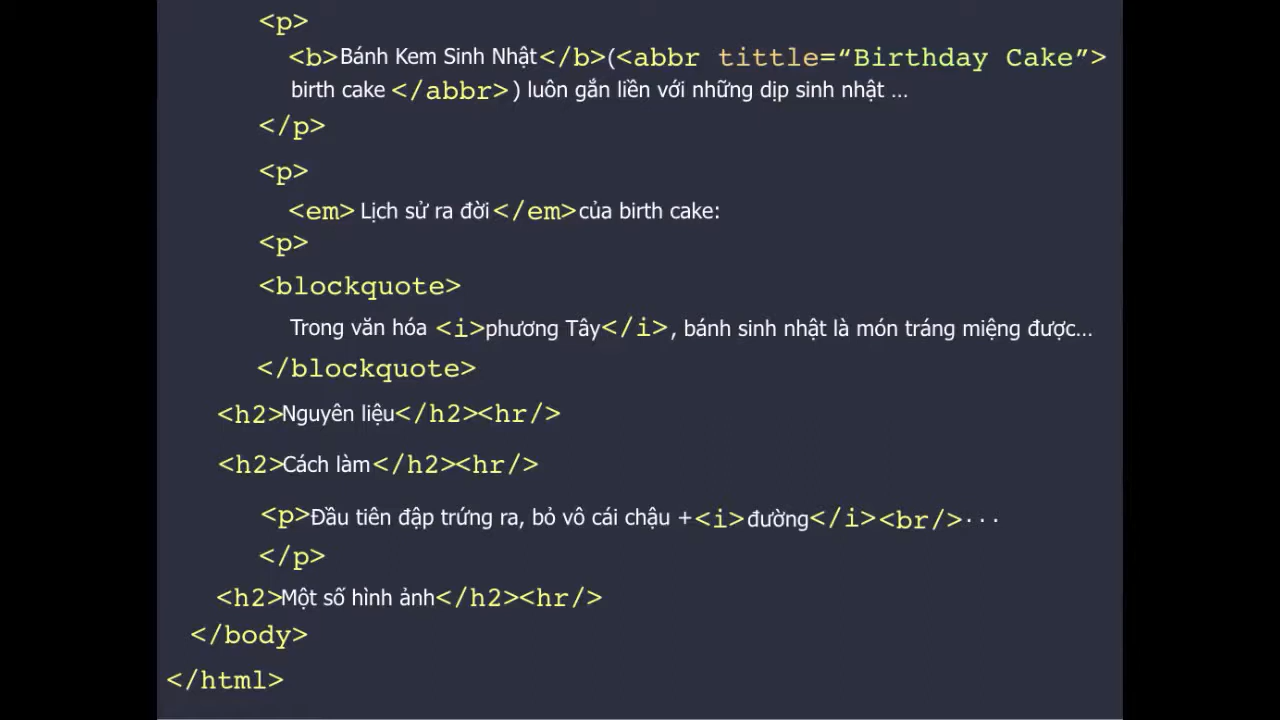 <p>
<b>Bánh Kem Sinh Nhật</b>(<abbr tittle=“Birthday Cake”>
birth cake </abbr>) luôn gắn liền với những dịp sinh nhật ...
</p>
<p>
<em> Lịch sử ra đời</em>của birth cake:
<p>
<blockquote>
Trong văn hóa <i>phương Tây</i>, bánh sinh nhật là món tráng miệng được...
</blockquote>
<h2>Nguyên liệu</h2><hr/>
<h2>Cách làm</h2><hr/>
<p>Đầu tiên đập trứng ra, bỏ vô cái chậu +<i>đường</i><br/>...
</p>
<h2>Một số hình ảnh</h2><hr/>
</body>
</html>